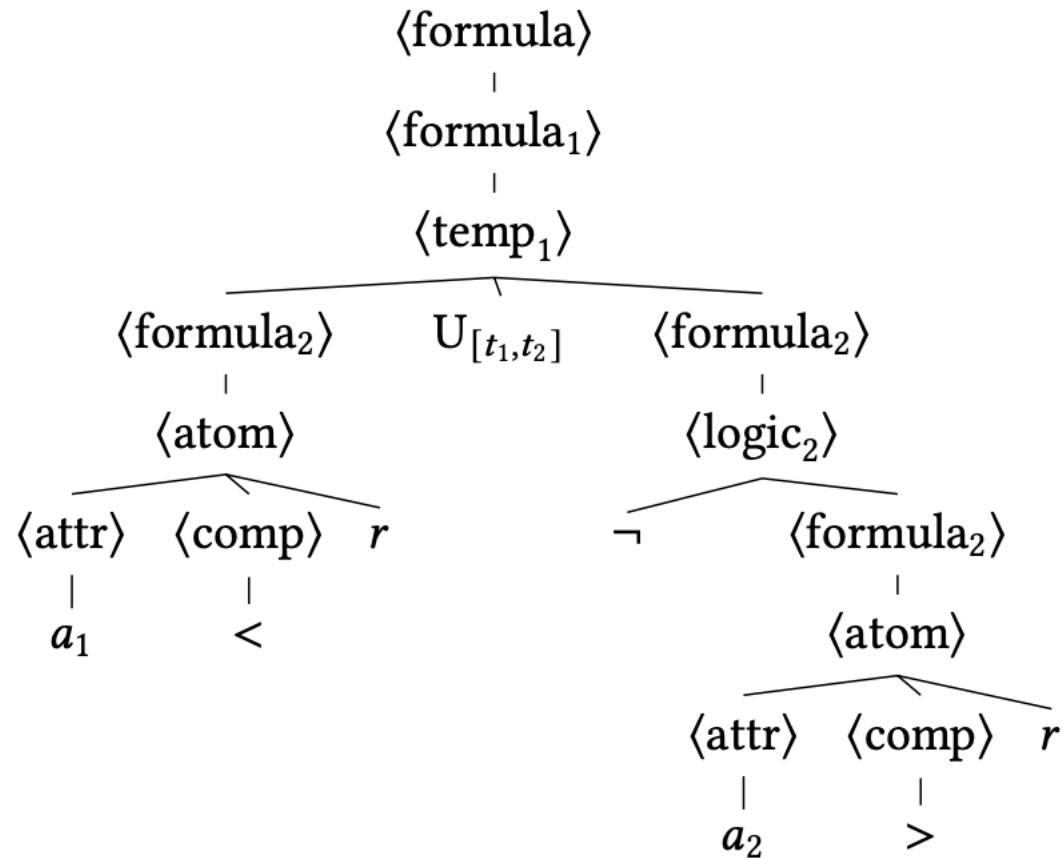 ⟨formula⟩
⟨formula₁⟩
⟨temp₁⟩
⟨formula₂⟩ U[t₁,t₂] ⟨formula₂⟩
⟨atom⟩ ⟨logic₂⟩
⟨attr⟩ ⟨comp⟩ r ¬ ⟨formula₂⟩
a₁ < ⟨atom⟩
⟨attr⟩ ⟨comp⟩ r
a₂ >